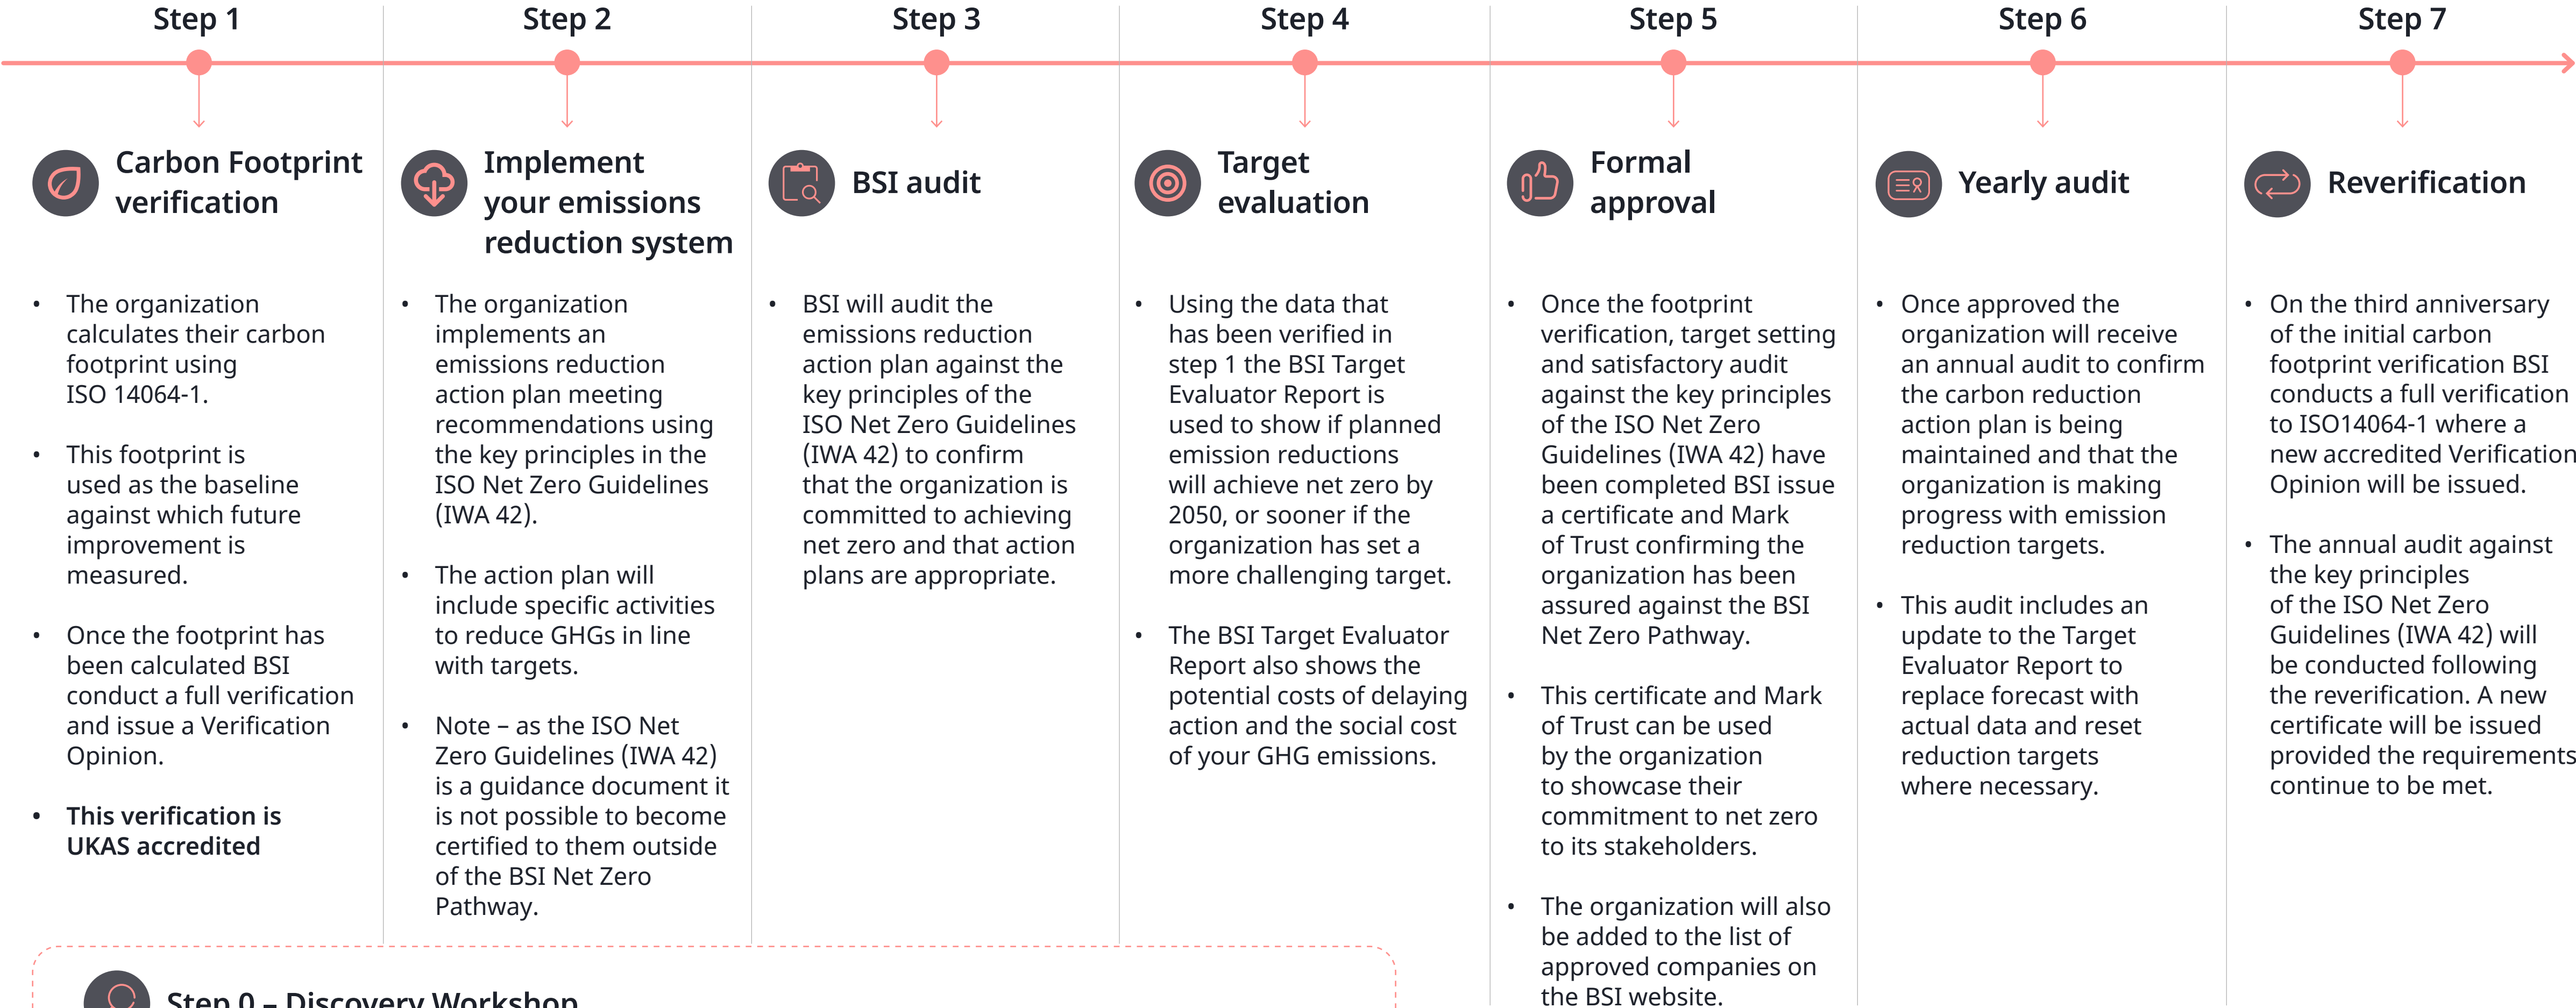 Step 1
Carbon Footprint
verification
• The organization
calculates their carbon
footprint using
ISO 14064-1.
• This footprint is
used as the baseline
against which future
improvement is
measured.
• Once the footprint has
been calculated BSI
conduct a full verification
and issue a Verification
Opinion.
• This verification is
UKAS accredited
Step 2
Implement
your emissions
reduction system
• The organization
implements an
emissions reduction
action plan meeting
recommendations using
the key principles in the
ISO Net Zero Guidelines
(IWA 42).
• The action plan will
include specific activities
to reduce GHGs in line
with targets.
• Note – as the ISO Net
Zero Guidelines (IWA 42)
is a guidance document it
is not possible to become
certified to them outside
of the BSI Net Zero
Pathway.
Step 3
BSI audit
• BSI will audit the
emissions reduction
action plan against the
key principles of the
ISO Net Zero Guidelines
(IWA 42) to confirm
that the organization is
committed to achieving
net zero and that action
plans are appropriate.
Step 4
Target
evaluation
• Using the data that
has been verified in
step 1 the BSI Target
Evaluator Report is
used to show if planned
emission reductions
will achieve net zero by
2050, or sooner if the
organization has set a
more challenging target.
• The BSI Target Evaluator
Report also shows the
potential costs of delaying
action and the social cost
of your GHG emissions.
Step 5
Formal
approval
• Once the footprint
verification, target setting
and satisfactory audit
against the key principles
of the ISO Net Zero
Guidelines (IWA 42) have
been completed BSI issue
a certificate and Mark
of Trust confirming the
organization has been
assured against the BSI
Net Zero Pathway.
• This certificate and Mark
of Trust can be used
by the organization
to showcase their
commitment to net zero
to its stakeholders.
• The organization will also
be added to the list of
approved companies on
the BSI website.
Step 6
Yearly audit
• Once approved the
organization will receive
an annual audit to confirm
the carbon reduction
action plan is being
maintained and that the
organization is making
progress with emission
reduction targets.
• This audit includes an
update to the Target
Evaluator Report to
replace forecast with
actual data and reset
reduction targets
where necessary.
Step 7
Reverification
• On the third anniversary
of the initial carbon
footprint verification BSI
conducts a full verification
to ISO14064-1 where a
new accredited Verification
Opinion will be issued.
• The annual audit against
the key principles
of the ISO Net Zero
Guidelines (IWA 42) will
be conducted following
the reverification. A new
certificate will be issued
provided the requirements
continue to be met.
Step 0 – Discovery Workshop